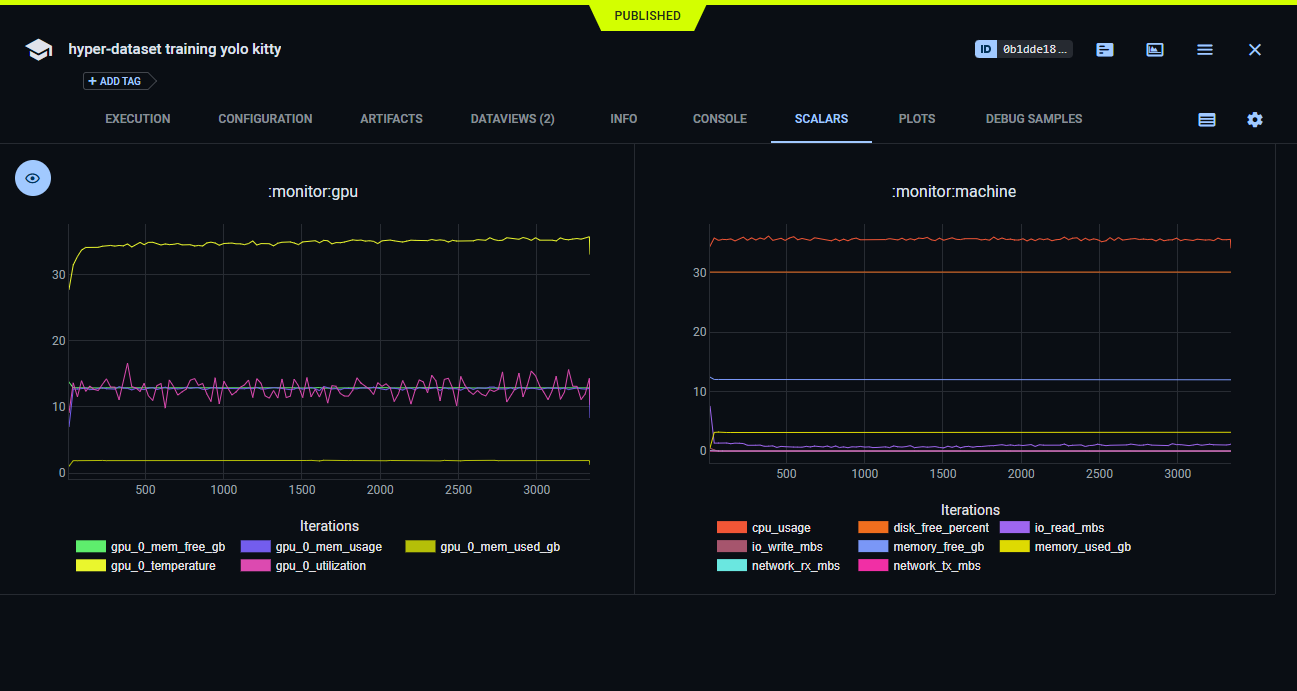 PUBLISHED
hyper-dataset training yolo kitty
ID 0b1dde18 ...
+ ADD TAG
EXECUTION CONFIGURATION ARTIFACTS DATAVIEWS (2) INFO CONSOLE SCALARS PLOTS DEBUG SAMPLES
:monitor:gpu
30
20
10
0
500 1000 1500 2000 2500 3000
Iterations
gpu_0_mem_free_gb gpu_0_mem_usage gpu_0_mem_used_gb
gpu_0_temperature gpu_0_utilization
:monitor:machine
30
20
10
0
500 1000 1500 2000 2500 3000
Iterations
cpu_usage disk_free_percent io_read_mbs
io_write_mbs memory_free_gb memory_used_gb
network_rx_mbs network_tx_mbs